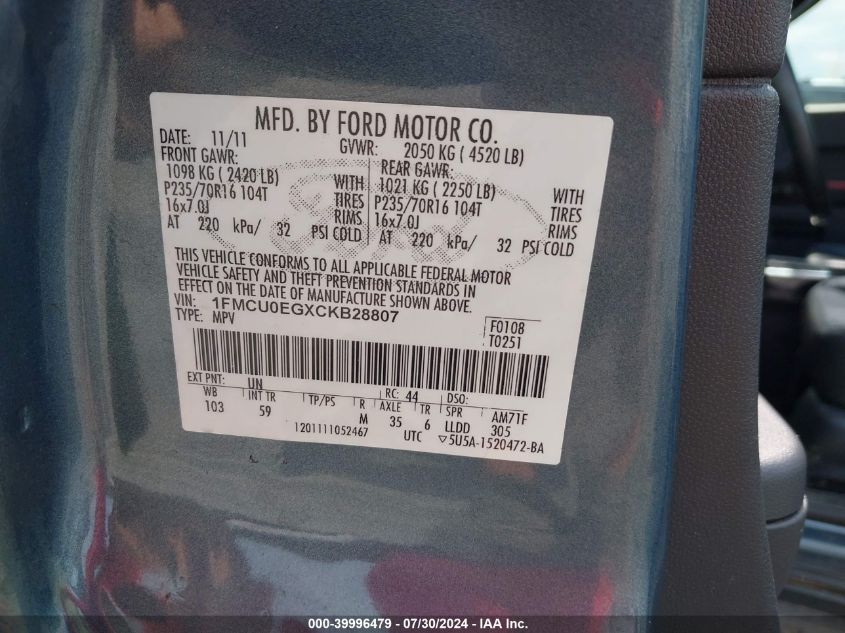 MFD. BY FORD MOTOR CO.
DATE: 11/11 GVWR: 2050 KG ( 4520 LB)
FRONT GAWR: REAR GAWR:
1098 KG ( 2420 LB) WITH 1021 KG ( 2250 LB) WITH
P235/70R16 104T TIRES P235/70R16 104T TIRES
16x7.0J RIMS 16x7.0J RIMS
AT 220 kPa/ 32 PSI COLD AT 220 kPa/ 32 PSI COLD
THIS VEHICLE CONFORMS TO ALL APPLICABLE FEDERAL MOTOR
VEHICLE SAFETY AND THEFT PREVENTION STANDARDS IN
EFFECT ON THE DATE OF MANUFACTURE SHOWN ABOVE.
VIN: 1FMCU0EGXCKB28807
TYPE: MPV
F0108
T0251
EXT PNT: UN RC: 44 DSO:
WB INT TR TP/PS R AXLE TR SPR AM71F
103 59 M 35 6 LLDD 305
1201111052467 UTC ▽5U5A-1520472-BA
000-39996479 - 07/30/2024 - IAA Inc.